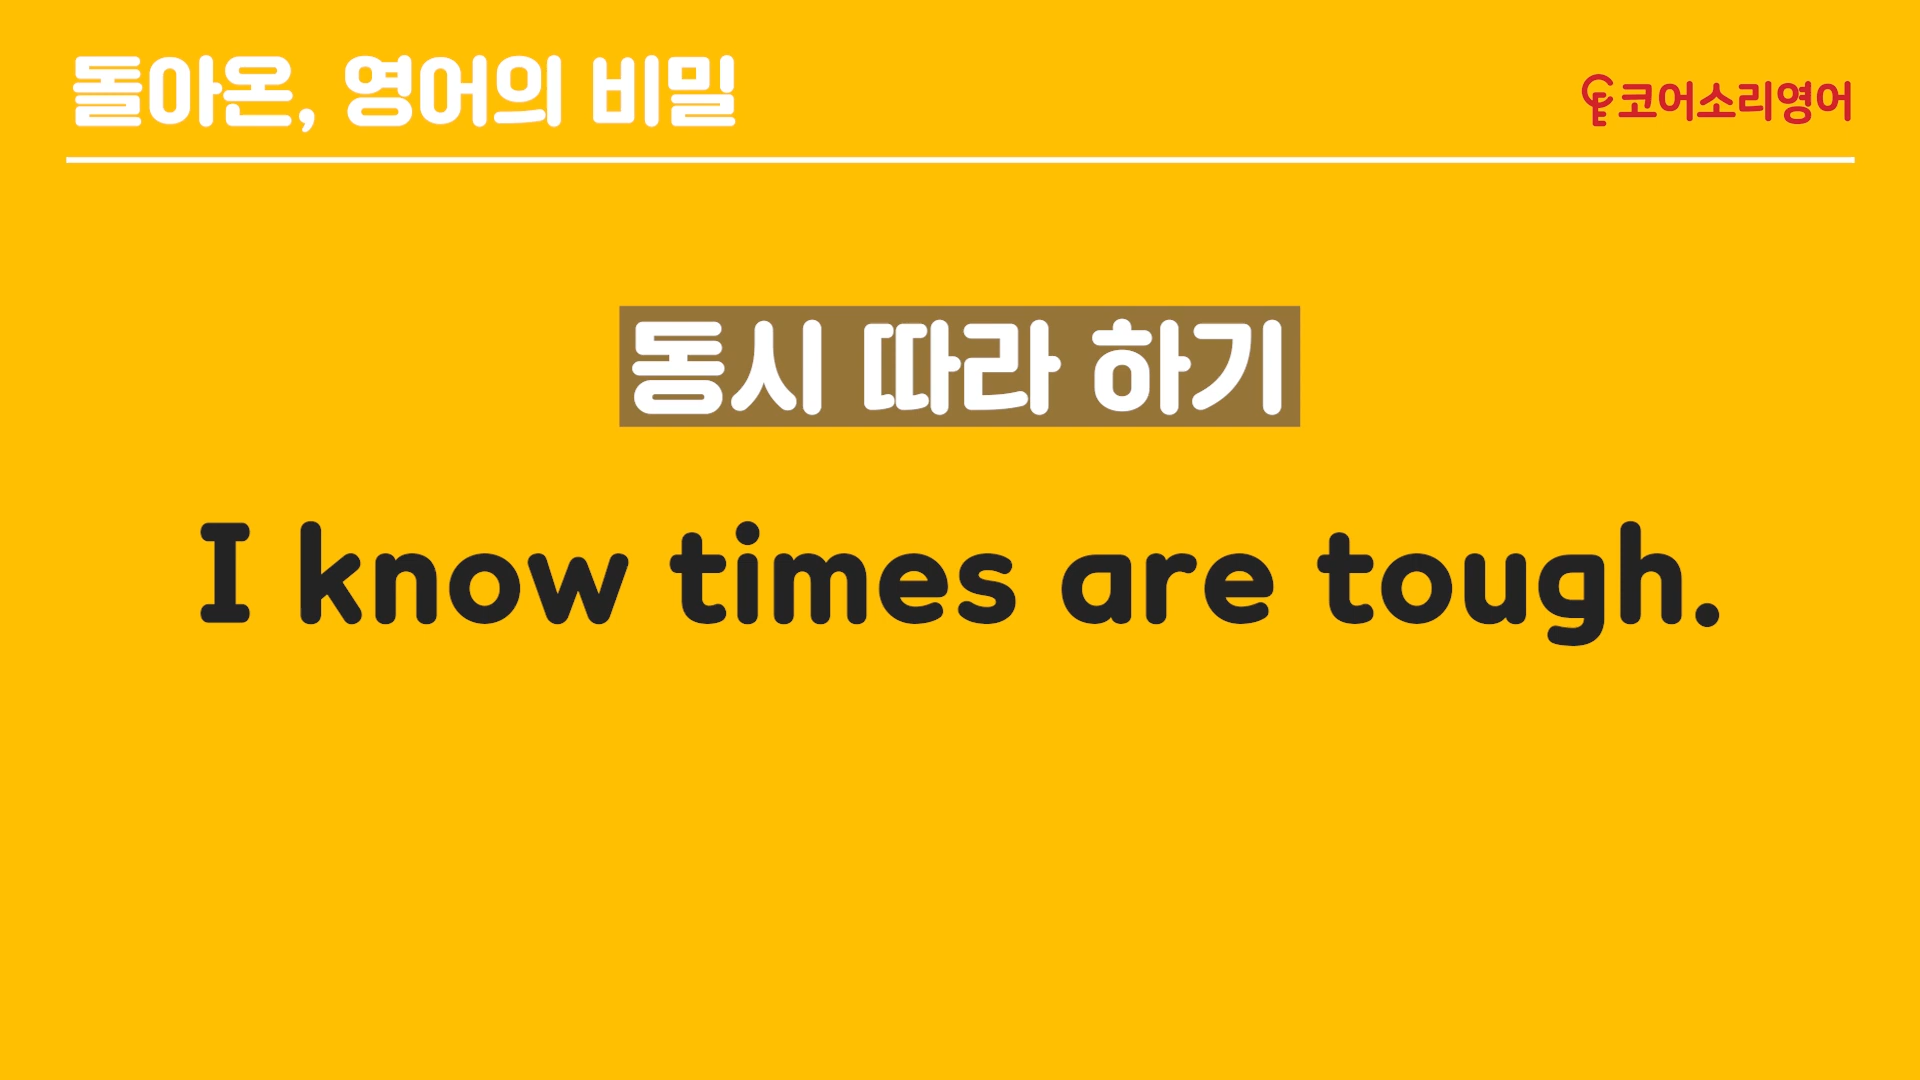 돌아온, 영어의 비밀
코어소리영어
동시 따라 하기
I know times are tough.